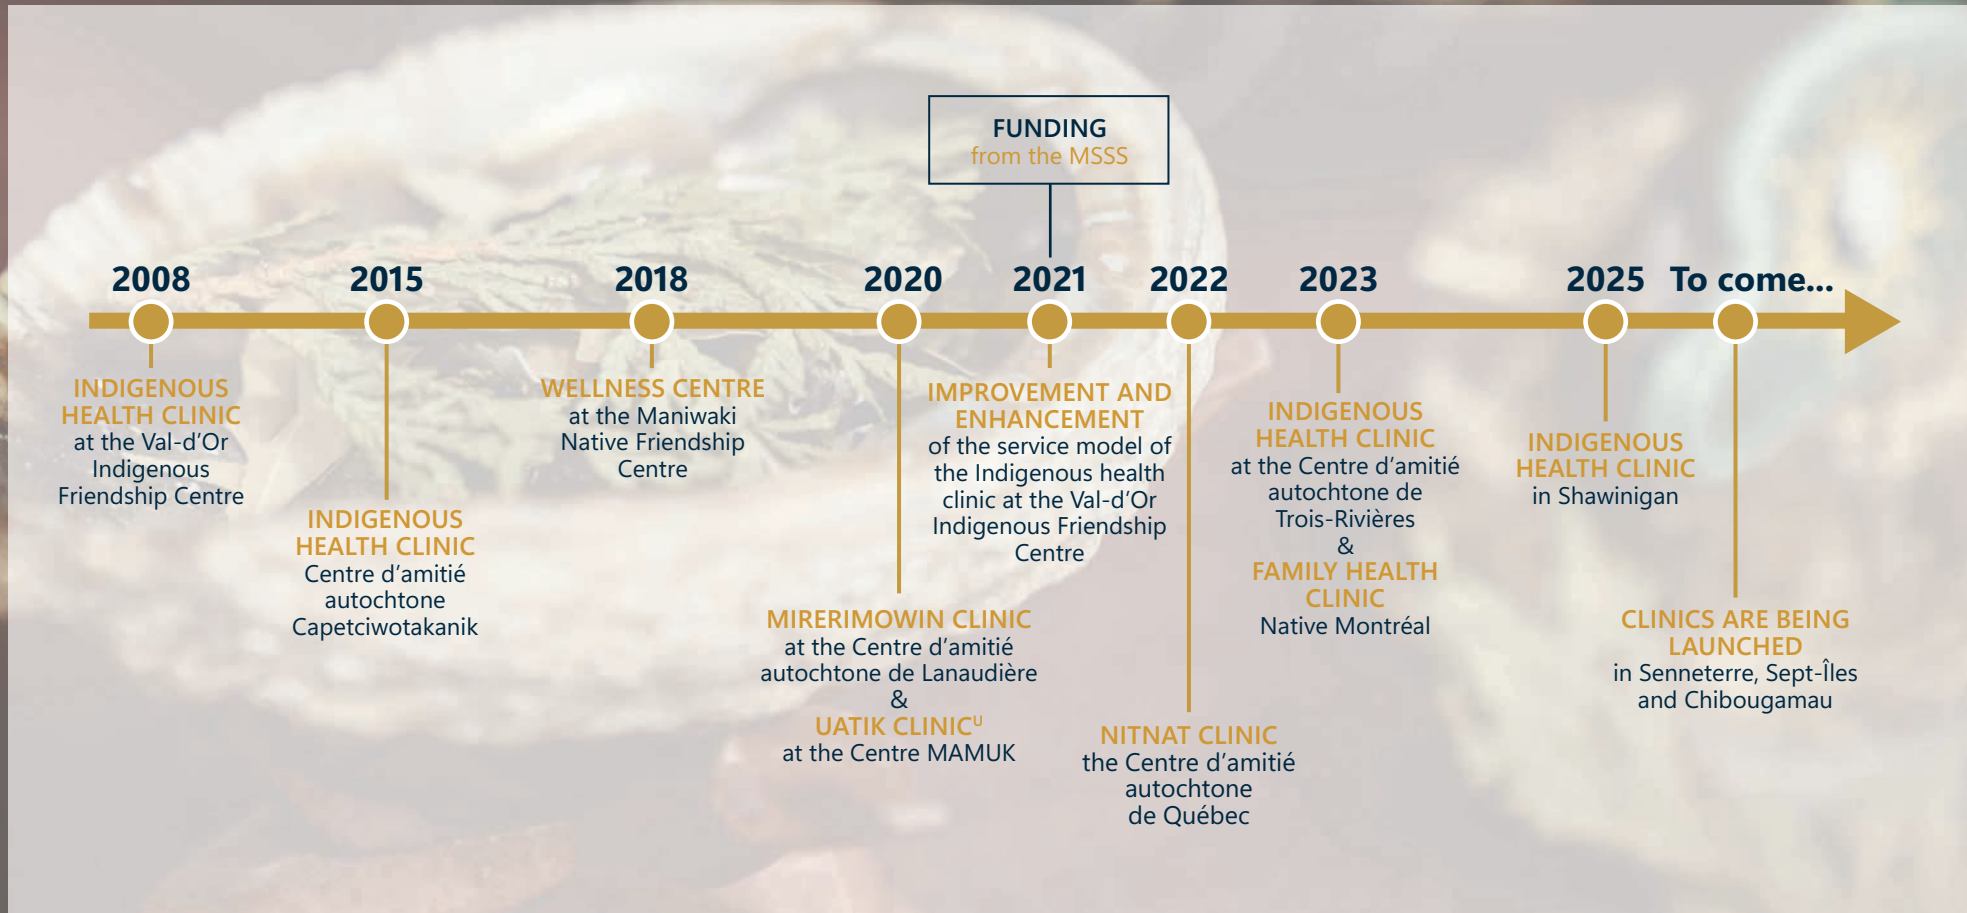 FUNDING
from the MSSS
2008
INDIGENOUS
HEALTH CLINIC
at the Val-d'Or
Indigenous
Friendship Centre
2015
INDIGENOUS
HEALTH CLINIC
Centre d'amitié
autochtone
Capetciwotakanik
2018
WELLNESS CENTRE
at the Maniwaki
Native Friendship
Centre
2020
MIRERIMOWIN CLINIC
at the Centre d'amitié
autochtone de Lanaudière
&
UATIK CLINICᵁ
at the Centre MAMUK
2021
IMPROVEMENT AND
ENHANCEMENT
of the service model of
the Indigenous health
clinic at the Val-d'Or
Indigenous Friendship
Centre
2022
NITNAT CLINIC
the Centre d'amitié
autochtone
de Québec
2023
INDIGENOUS
HEALTH CLINIC
at the Centre d'amitié
autochtone de
Trois-Rivières
&
FAMILY HEALTH
CLINIC
Native Montréal
2025
INDIGENOUS
HEALTH CLINIC
in Shawinigan
To come...
CLINICS ARE BEING
LAUNCHED
in Senneterre, Sept-Îles
and Chibougamau